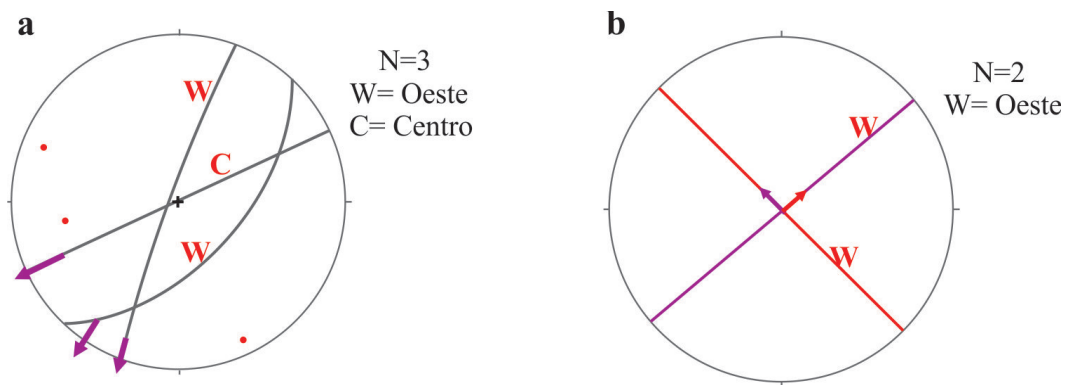 a
N=3
W= Oeste
C= Centro
W
C
W
b
N=2
W= Oeste
W
W